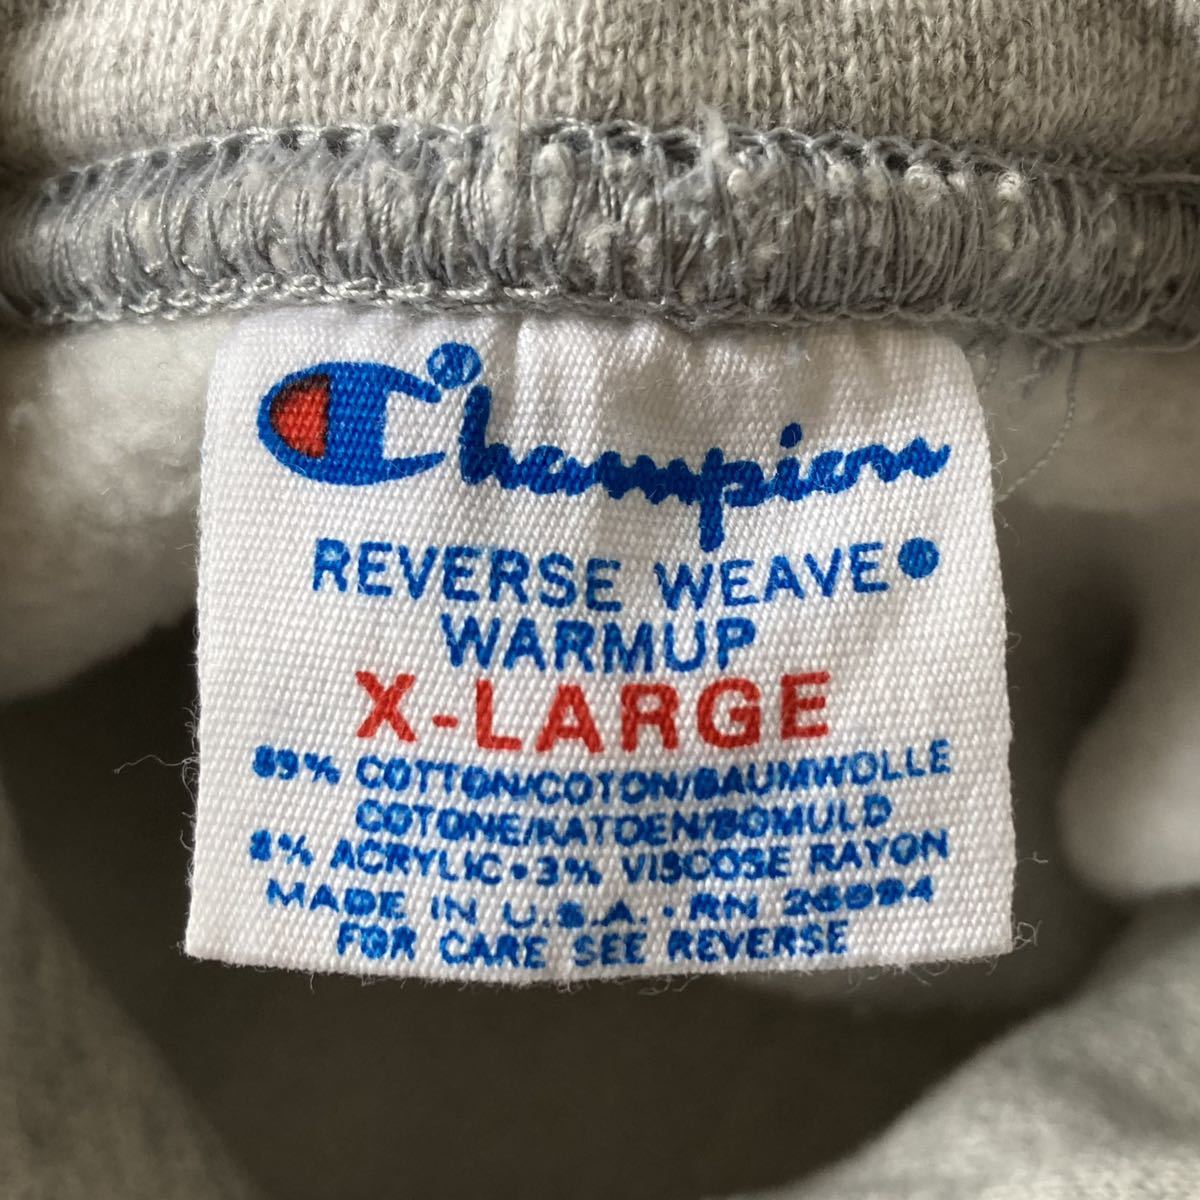 Champion®
REVERSE WEAVE
WARMUP
X-LARGE
89% COTTON/COTON/BAUMWOLLE
COTONE/KATOEN/BOMULD
8% ACRYLIC • 3% VISCOSE RAYON
MADE IN U.S.A. • RN 26094
FOR CARE SEE REVERSE